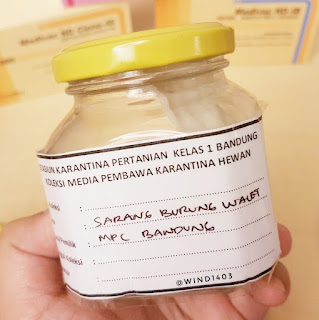 KARANTINA PERTANIAN KELAS 1 BANDUNG
KOLEKSI MEDIA PEMBAWA KARANTINA HEWAN
: SARANG BURUNG WALET
: MPC BANDUNG
@WIND1403